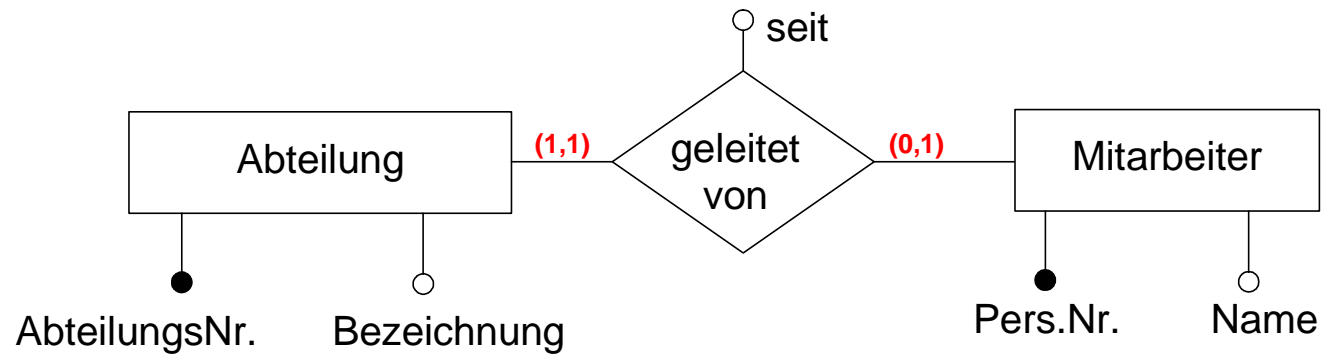 seit
Abteilung
(1,1)
geleitet
von
(0,1)
Mitarbeiter
AbteilungsNr.
Bezeichnung
Pers.Nr.
Name